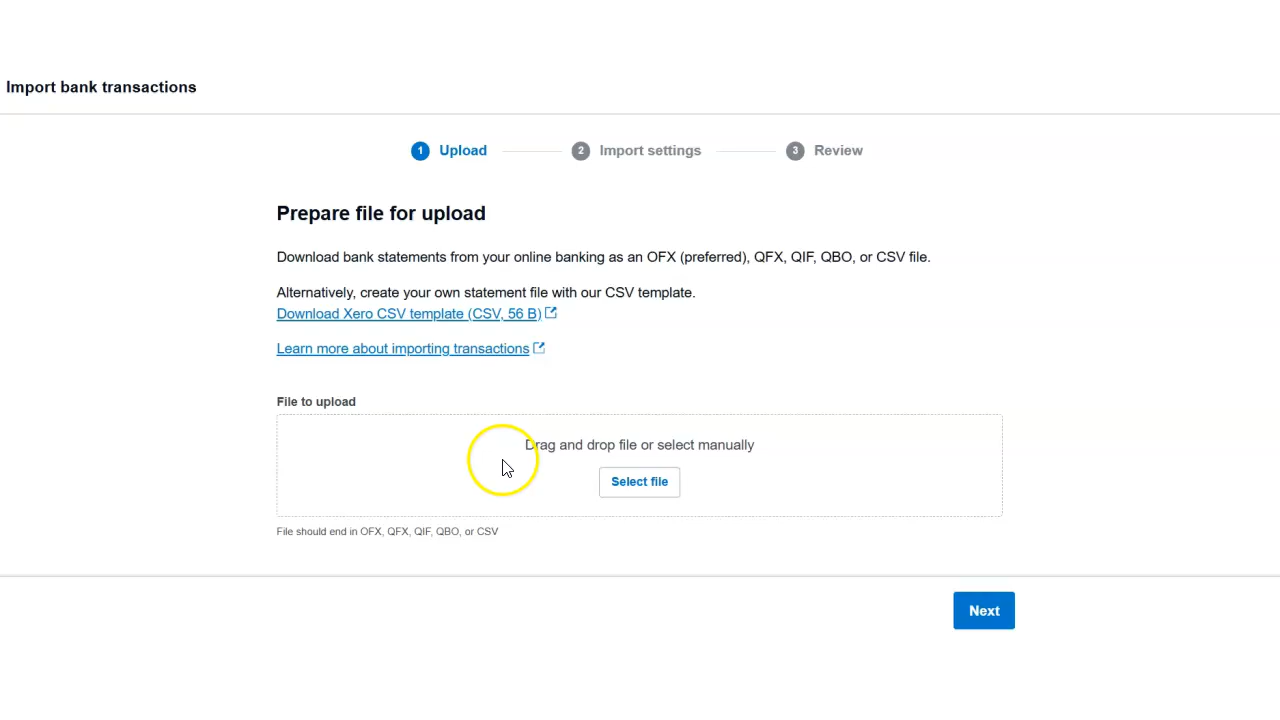 Import bank transactions
1 Upload 2 Import settings 3 Review
Prepare file for upload
Download bank statements from your online banking as an OFX (preferred), QFX, QIF, QBO, or CSV file.
Alternatively, create your own statement file with our CSV template.
Download Xero CSV template (CSV, 56 B)
Learn more about importing transactions
File to upload
Drag and drop file or select manually
Select file
File should end in OFX, QFX, QIF, QBO, or CSV
Next